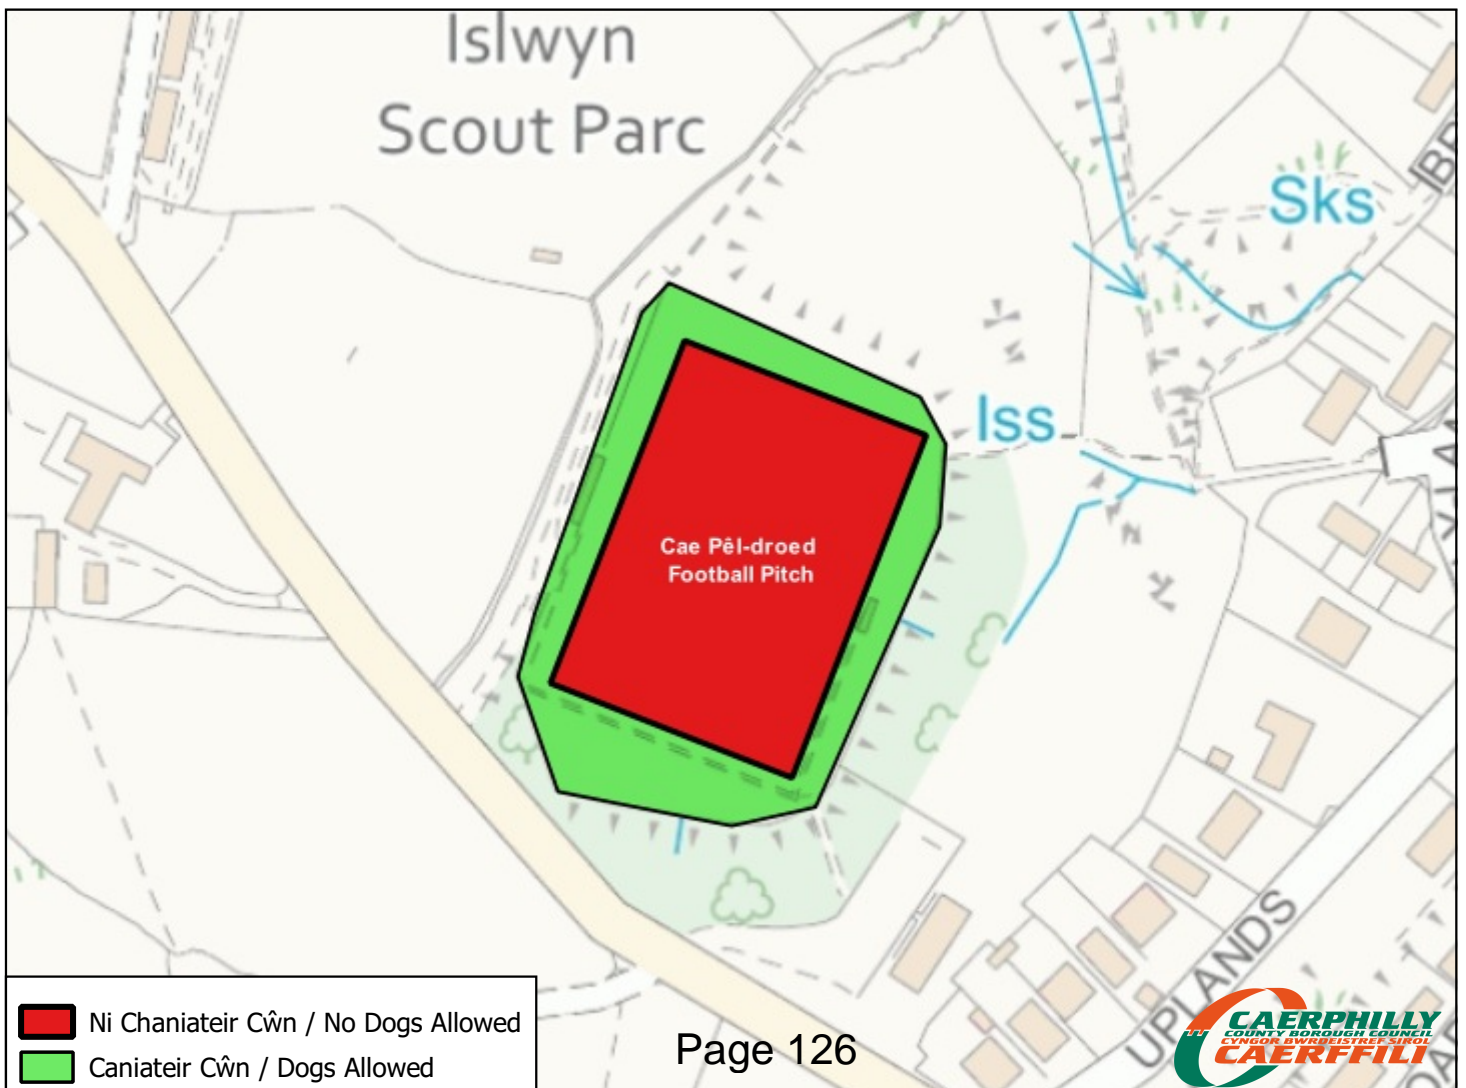 Islwyn
Scout Parc
Sks
Iss
Cae Pêl-droed
Football Pitch
UPLANDS
Ni Chaniateir Cŵn / No Dogs Allowed
Caniateir Cŵn / Dogs Allowed
Page 126
CAERPHILLY
COUNTY BOROUGH COUNCIL
CYNGOR BWRDEISTREF SIROL
CAERFFILI